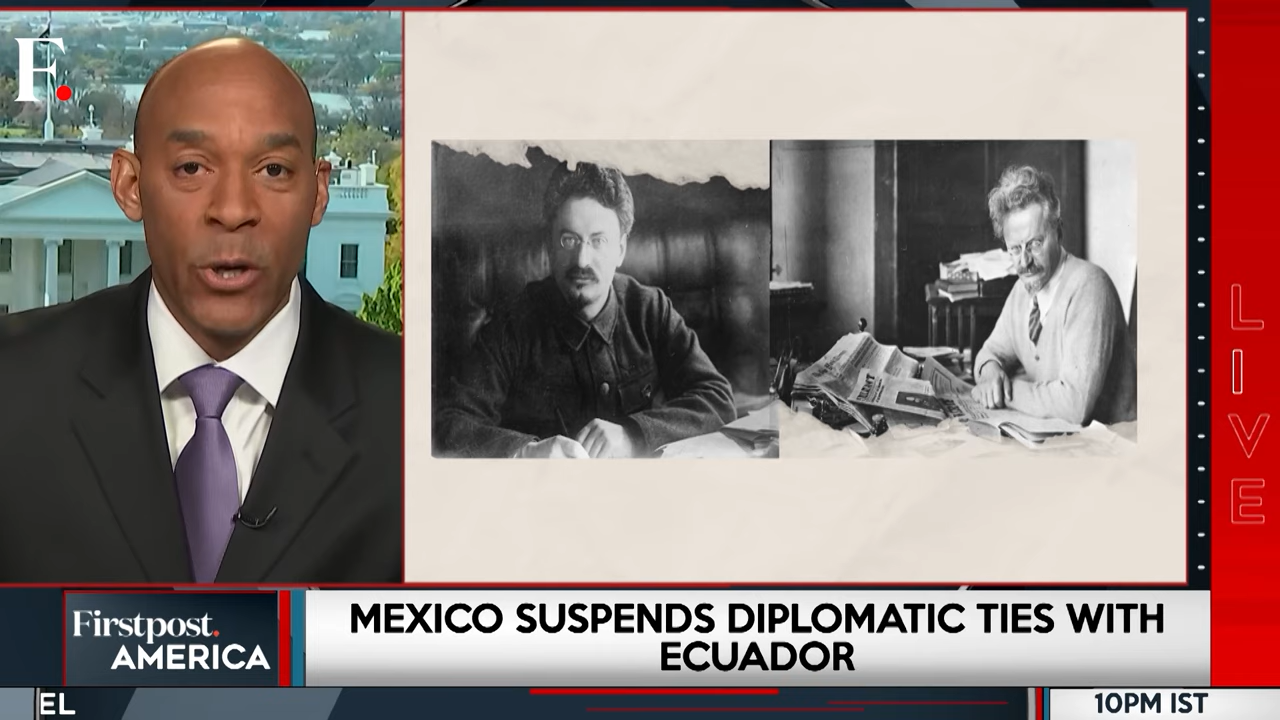 F.
LIVE
MEXICO SUSPENDS DIPLOMATIC TIES WITH
ECUADOR
Firstpost.
AMERICA
EL
10PM IST